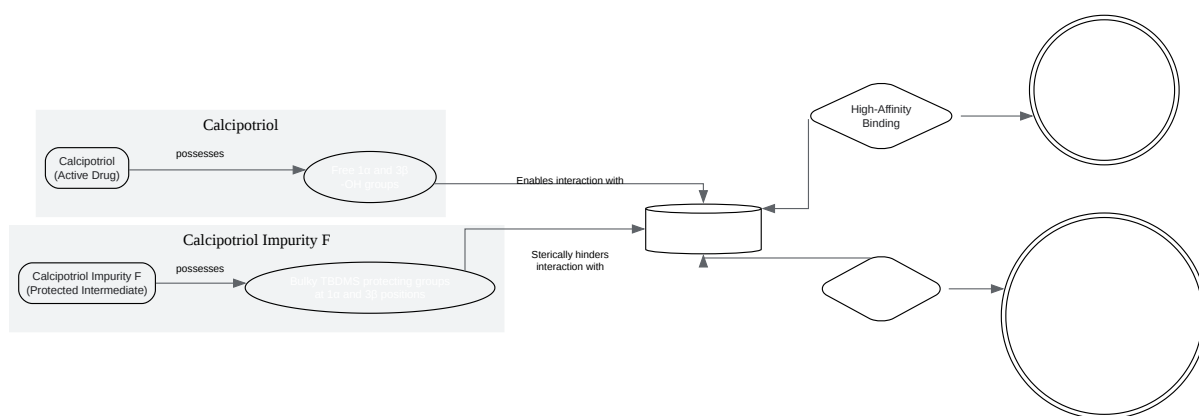 Calcipotriol
Calcipotriol
(Active Drug)
possesses
Free 1α and 3β
-OH groups
Enables interaction with
Calcipotriol Impurity F
Calcipotriol Impurity F
(Protected Intermediate)
possesses
Bulky TBDMS protecting groups
at 1α and 3β positions
Sterically hinders
interaction with
High-Affinity
Binding